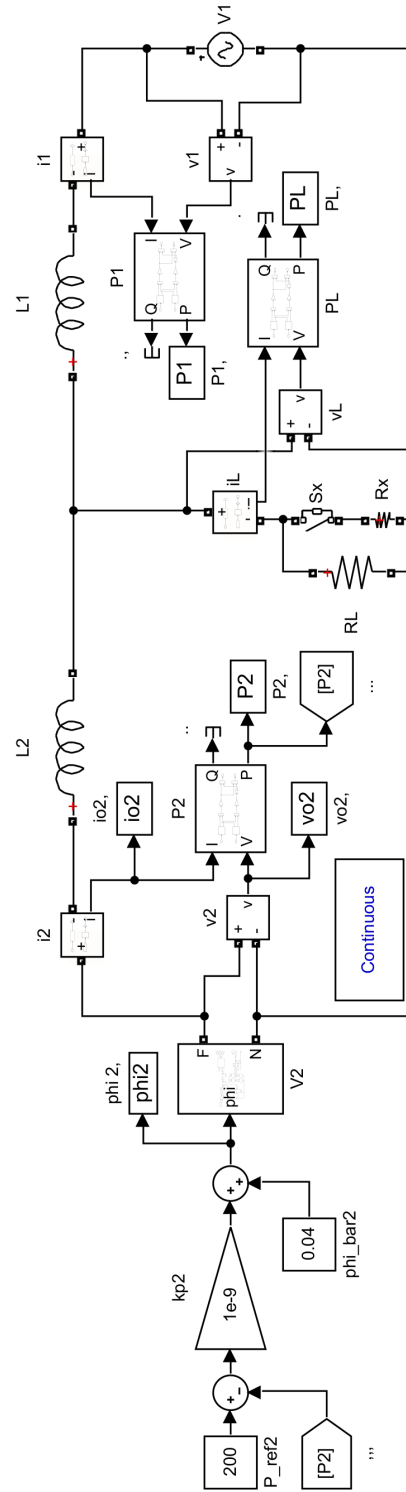 200
P_ref2
+
-
[P2]
,,,
kp2
1e-9
+
+
0.04
phi_bar2
phi 2,
phi2
phi
F
N
V2
i2
+
-
i
io2,
io2
L2
v2
+
-
v
P2
I
V
Q
P
..
P2
P2,
[P2]
...
vo2
vo2,
Continuous
L1
i1
+
-
i
P1
I
V
Q
P
.,
P1
P1,
v1
+
-
v
V1
iL
+
-
i
vL
+
-
v
PL
I
V
Q
P
.
PL
PL,
Sx
Rx
RL